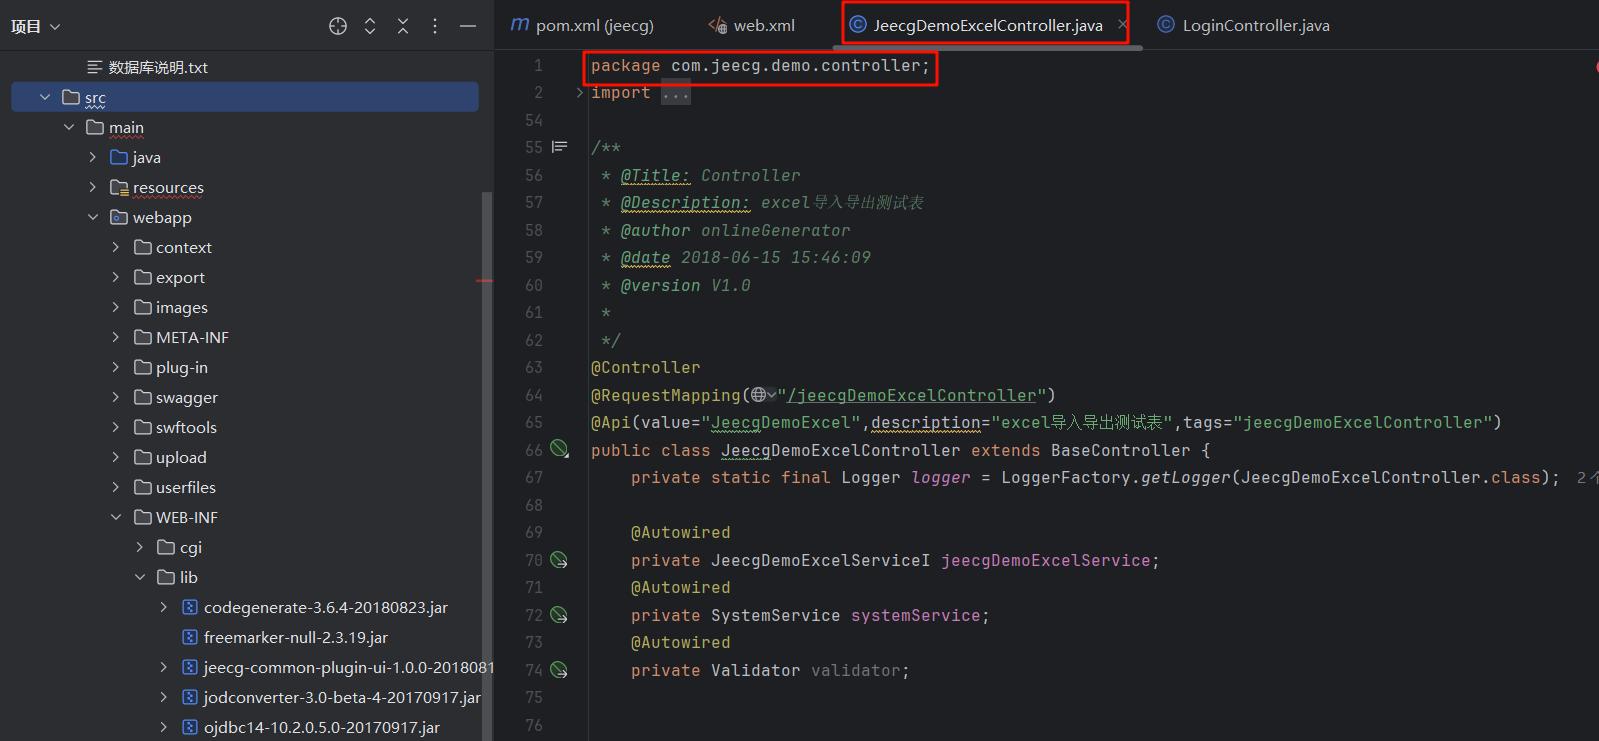 项目
数据库说明.txt
src
main
java
resources
webapp
context
export
images
META-INF
plug-in
swagger
swftools
upload
userfiles
WEB-INF
cgi
lib
codegenerate-3.6.4-20180823.jar
freemarker-null-2.3.19.jar
jeecg-common-plugin-ui-1.0.0-2018081
jodconverter-3.0-beta-4-20170917.jar
ojdbc14-10.2.0.5.0-20170917.jar
pom.xml (jeecg) web.xml JeecgDemoExcelController.java LoginController.java
1 package com.jeecg.demo.controller;
2 import ...
54
55 /**
56 * @Title: Controller
57 * @Description: excel导入导出测试表
58 * @author onlineGenerator
59 * @date 2018-06-15 15:46:09
60 * @version V1.0
61 *
62 */
63 @Controller
64 @RequestMapping("/jeecgDemoExcelController")
65 @Api(value="JeecgDemoExcel",description="excel导入导出测试表",tags="jeecgDemoExcelController")
66 public class JeecgDemoExcelController extends BaseController {
67 private static final Logger logger = LoggerFactory.getLogger(JeecgDemoExcelController.class); 2个
68
69 @Autowired
70 private JeecgDemoExcelServiceI jeecgDemoExcelService;
71 @Autowired
72 private SystemService systemService;
73 @Autowired
74 private Validator validator;
75
76